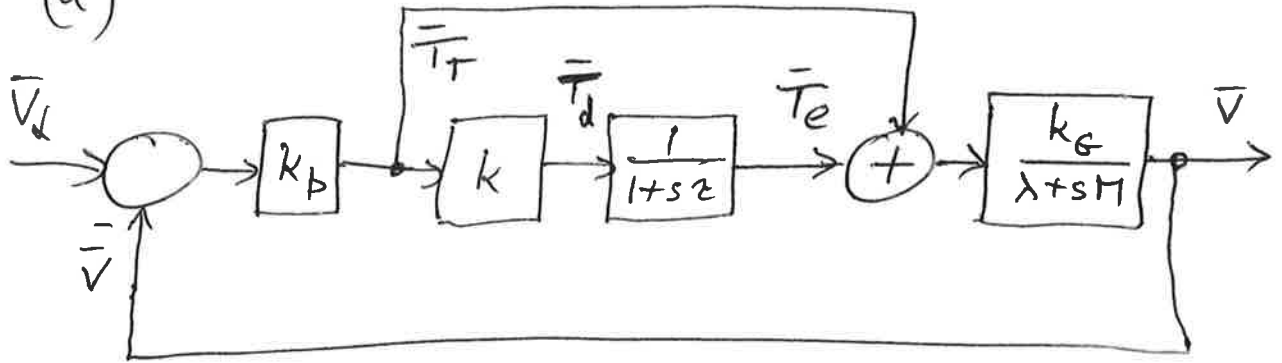 (a)
T̄_T
V̄_d
T̄_d
T̄_e
V̄
k_p
k
1/(1+sτ)
+
k_G/(λ+sM)
V̄